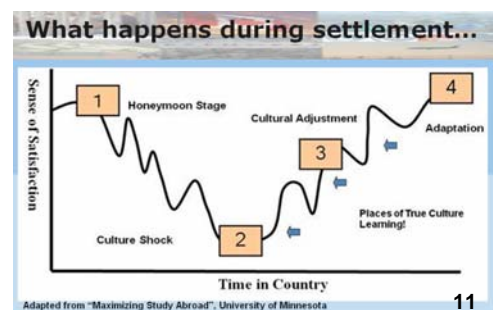 What happens during settlement...
Sense of Satisfaction
1
Honeymoon Stage
4
Cultural Adjustment
Adaptation
3
Places of True Culture
Learning!
Culture Shock
2
Time in Country
Adapted from "Maximizing Study Abroad", University of Minnesota
11